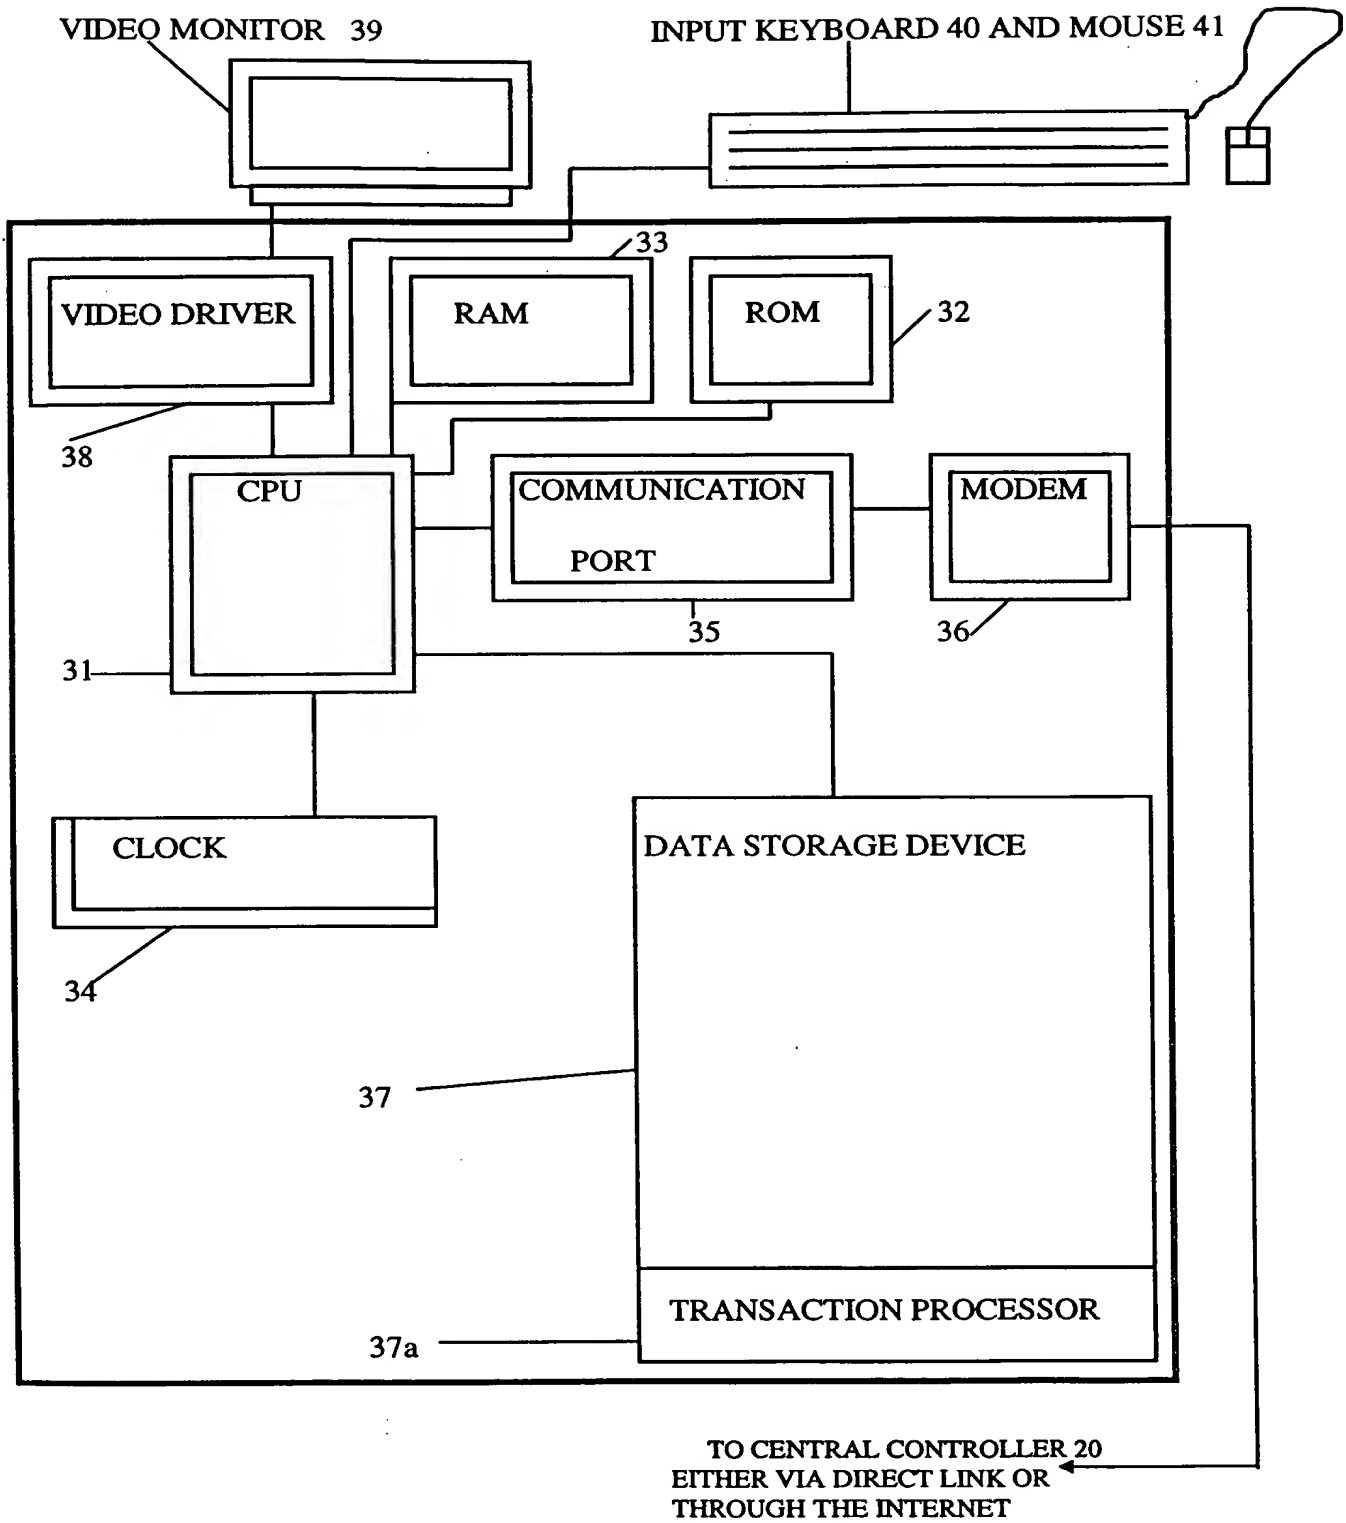 VIDEO MONITOR 39
INPUT KEYBOARD 40 AND MOUSE 41
33
VIDEO DRIVER
RAM
ROM
32
38
CPU
COMMUNICATION
PORT
MODEM
31
35
36
CLOCK
DATA STORAGE DEVICE
34
37
TRANSACTION PROCESSOR
37a
TO CENTRAL CONTROLLER 20
EITHER VIA DIRECT LINK OR
THROUGH THE INTERNET